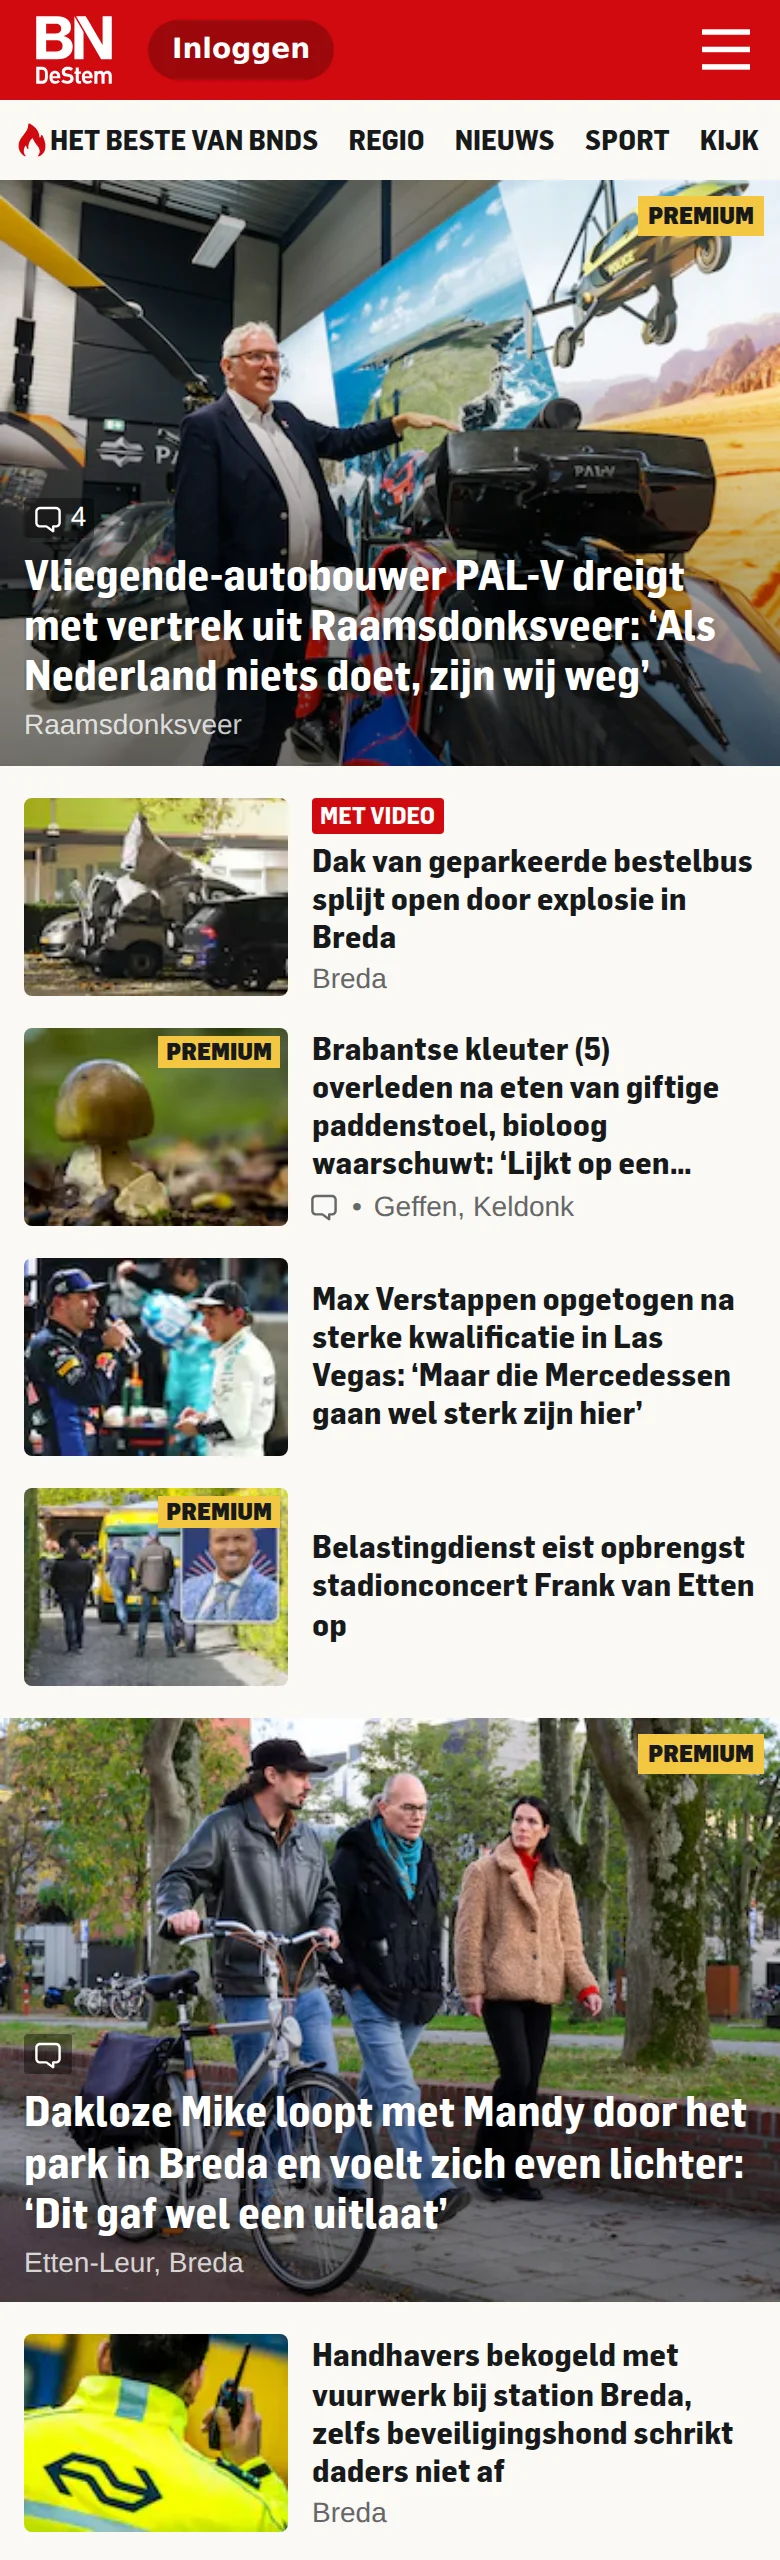 BN
DeStem
Inloggen
HET BESTE VAN BNDS
REGIO
NIEUWS
SPORT
KIJK
PREMIUM
POLICE
PAL-V
4
Vliegende-autobouwer PAL-V dreigt
met vertrek uit Raamsdonksveer: ‘Als
Nederland niets doet, zijn wij weg’
Raamsdonksveer
MET VIDEO
Dak van geparkeerde bestelbus
splijt open door explosie in
Breda
Breda
PREMIUM
Brabantse kleuter (5)
overleden na eten van giftige
paddenstoel, bioloog
waarschuwt: ‘Lijkt op een...
• Geffen, Keldonk
Max Verstappen opgetogen na
sterke kwalificatie in Las
Vegas: ‘Maar die Mercedessen
gaan wel sterk zijn hier’
PREMIUM
Belastingdienst eist opbrengst
stadionconcert Frank van Etten
op
PREMIUM
Dakloze Mike loopt met Mandy door het
park in Breda en voelt zich even lichter:
‘Dit gaf wel een uitlaat’
Etten-Leur, Breda
Handhavers bekogeld met
vuurwerk bij station Breda,
zelfs beveiligingshond schrikt
daders niet af
Breda